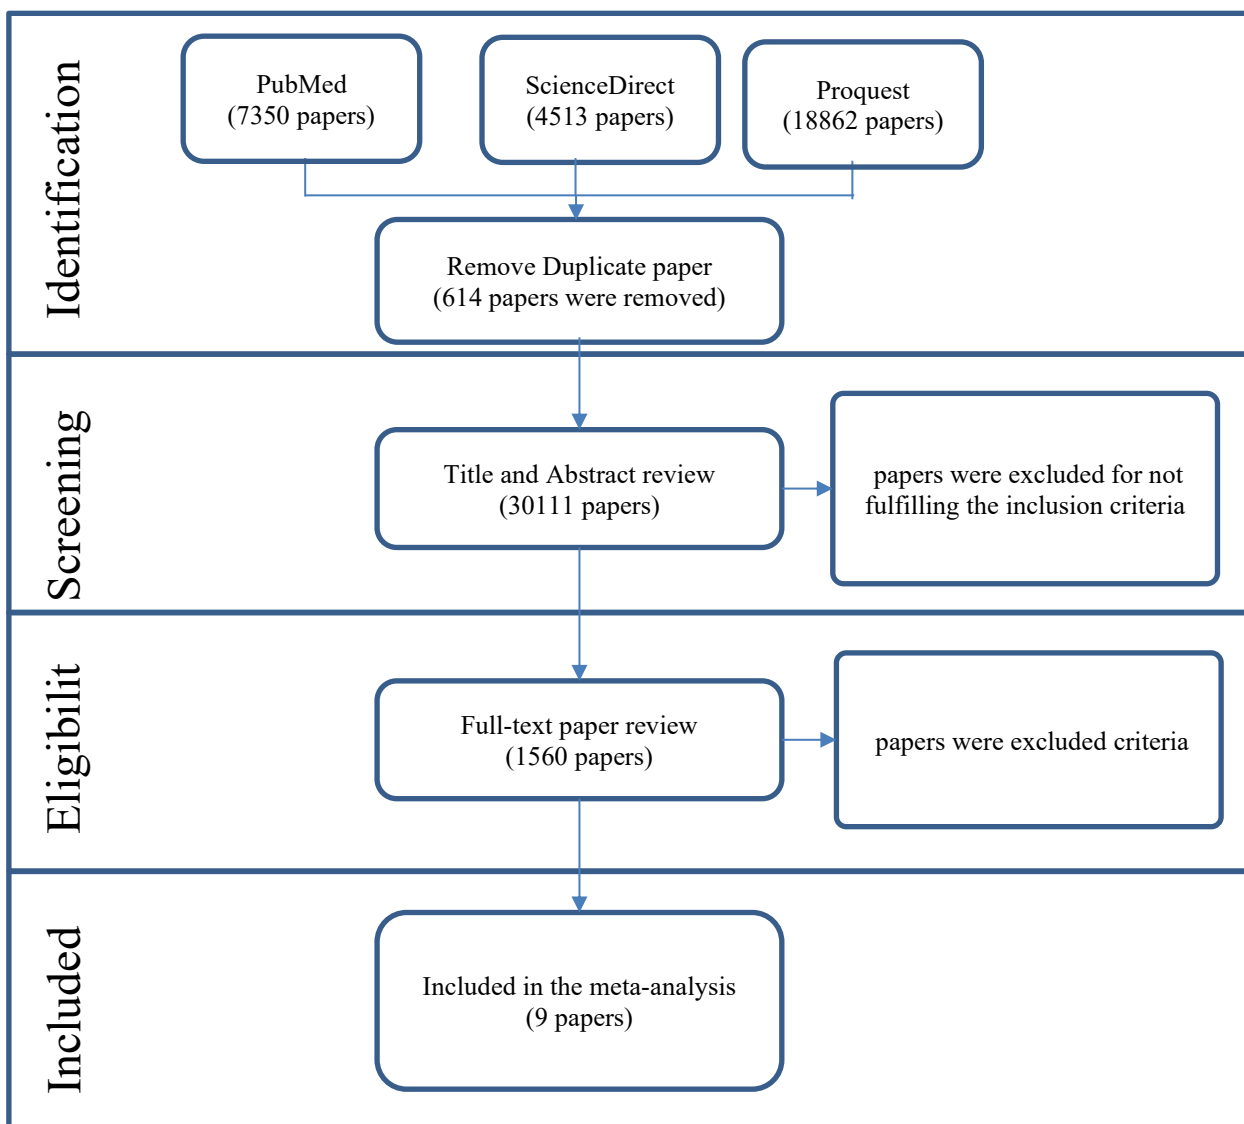 Identification
PubMed
(7350 papers)
ScienceDirect
(4513 papers)
Proquest
(18862 papers)
Remove Duplicate paper
(614 papers were removed)
Screening
Title and Abstract review
(30111 papers)
papers were excluded for not
fulfilling the inclusion criteria
Eligibilit
Full-text paper review
(1560 papers)
papers were excluded criteria
Included
Included in the meta-analysis
(9 papers)